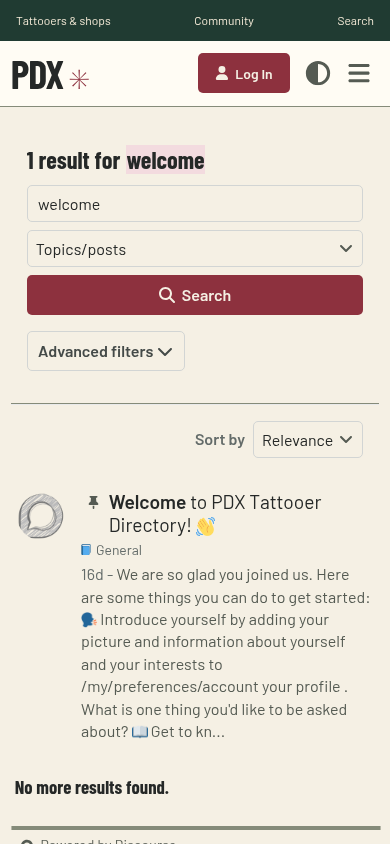 Tattooers & shops Community Search
PDX
Log In
1 result for welcome
welcome
Topics/posts
Search
Advanced filters
Sort by Relevance
Welcome to PDX Tattooer
Directory! 👋
General
16d - We are so glad you joined us. Here
are some things you can do to get started:
🗣 Introduce yourself by adding your
picture and information about yourself
and your interests to
/my/preferences/account your profile .
What is one thing you'd like to be asked
about? 📖 Get to kn...
No more results found.
Powered by Discourse